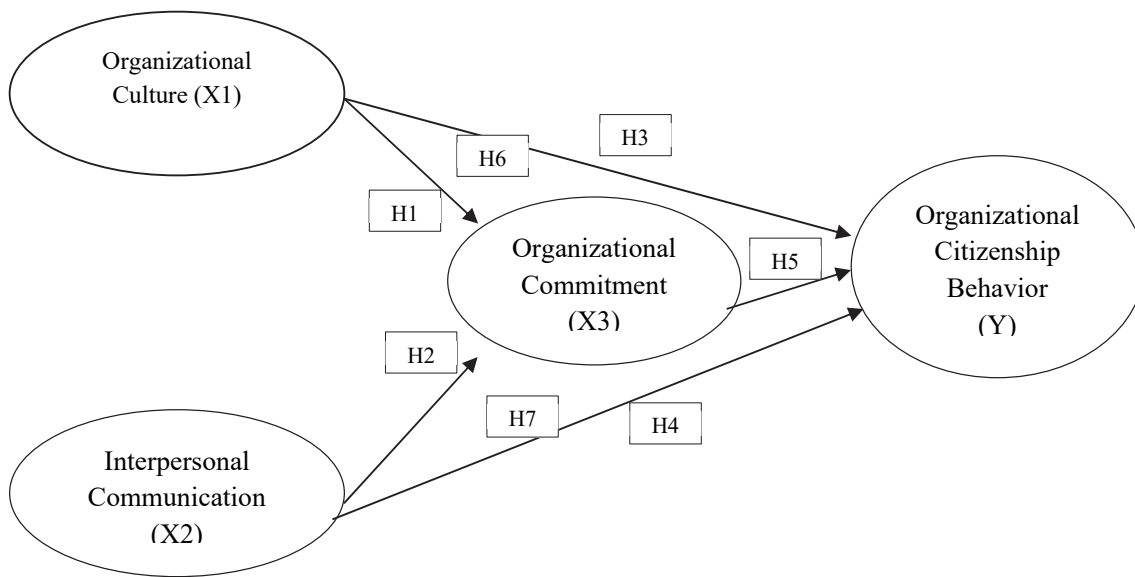 Organizational
Culture (X1)
H3
H6
H1
Organizational
Commitment
(X3)
H5
Organizational
Citizenship
Behavior
(Y)
H2
H7
H4
Interpersonal
Communication
(X2)